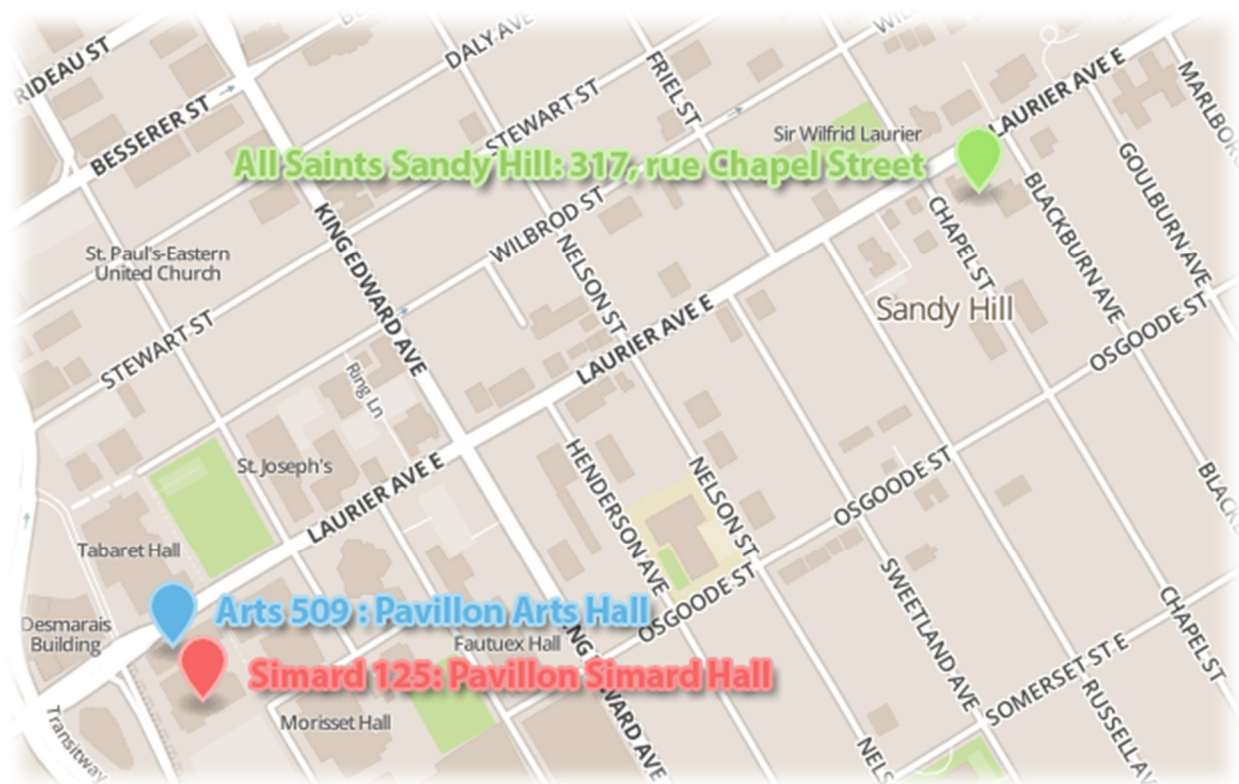 RIDEAU ST
BESSERER ST
DALY AVE
STEWART ST
FRIEL ST
Sir Wilfrid Laurier
LAURIER AVE E
All Saints Sandy Hill: 317, rue Chapel Street
KING EDWARD AVE
WILBROD ST
NELSON ST
CHAPEL ST
BLACKBURN AVE
GOULBURN AVE
St. Paul's-Eastern
United Church
Sandy Hill
STEWART ST
LAURIER AVE E
OSGOODE ST
Ring Ln
St. Joseph's
LAURIER AVE E
HENDERSON AVE
NELSON ST
OSGOODE ST
Tabaret Hall
Arts 509 : Pavillon Arts Hall
OSGOODE ST
SWEETLAND AVE
CHAPEL ST
Desmarais
Building
Fautuex Hall
Simard 125: Pavillon Simard Hall
SOMERSET ST E
Morisset Hall
Transitway